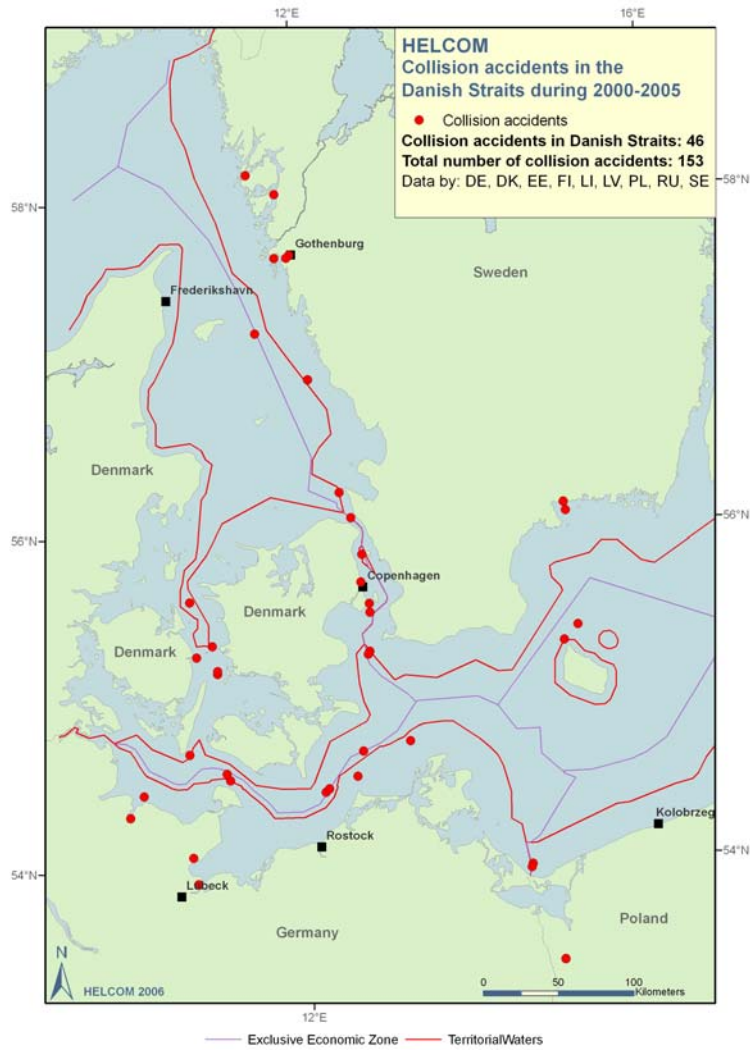 12°E
16°E
HELCOM
Collision accidents in the
Danish Straits during 2000-2005
Collision accidents
Collision accidents in Danish Straits: 46
Total number of collision accidents: 153
Data by: DE, DK, EE, FI, LI, LV, PL, RU, SE
58°N
58°N
Gothenburg
Sweden
Frederikshavn
Denmark
56°N
56°N
Copenhagen
Denmark
Denmark
Kolobrzeg
Rostock
54°N
54°N
Lübeck
Poland
Germany
N
HELCOM 2006
0 50 100
Kilometers
12°E
Exclusive Economic Zone TerritorialWaters